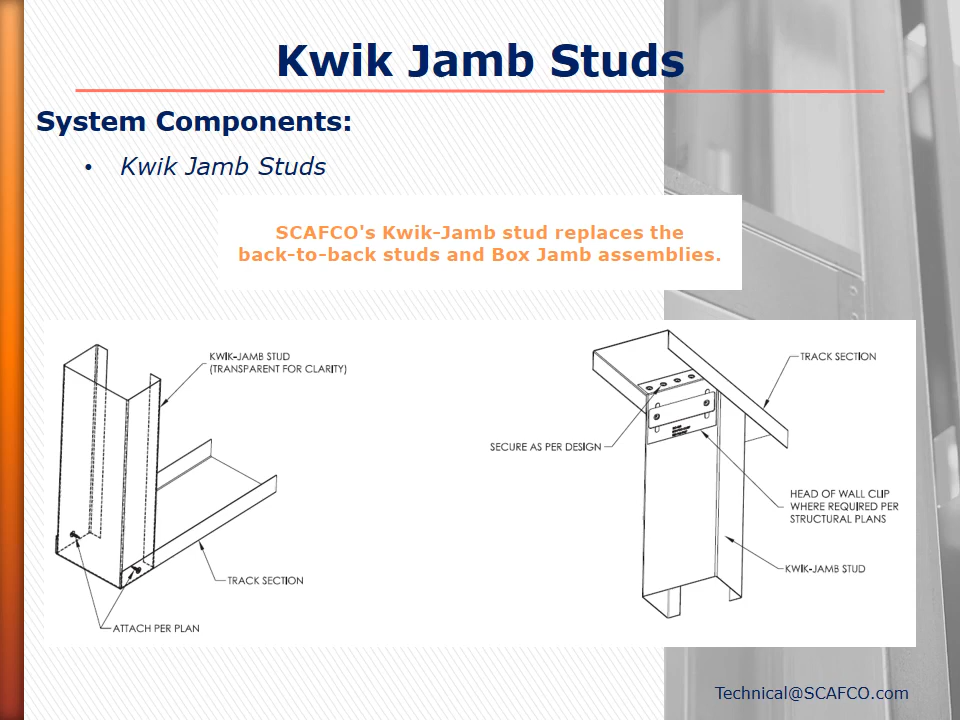 Kwik Jamb Studs
System Components:
• Kwik Jamb Studs
SCAFCO's Kwik-Jamb stud replaces the
back-to-back studs and Box Jamb assemblies.
KWIK-JAMB STUD
(TRANSPARENT FOR CLARITY)
TRACK SECTION
ATTACH PER PLAN
TRACK SECTION
SECURE AS PER DESIGN
HEAD OF WALL CLIP
WHERE REQUIRED PER
STRUCTURAL PLANS
KWIK-JAMB STUD
Technical@SCAFCO.com